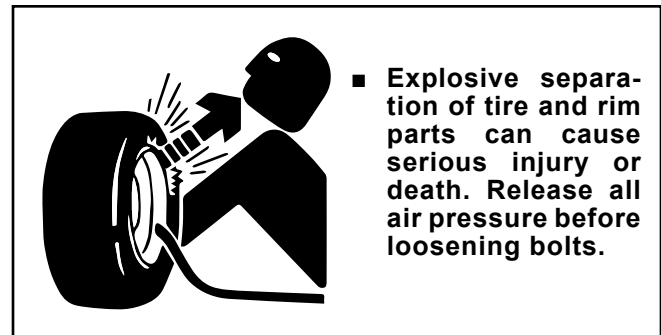 ■ Explosive separa-
tion of tire and rim
parts can cause
serious injury or
death. Release all
air pressure before
loosening bolts.